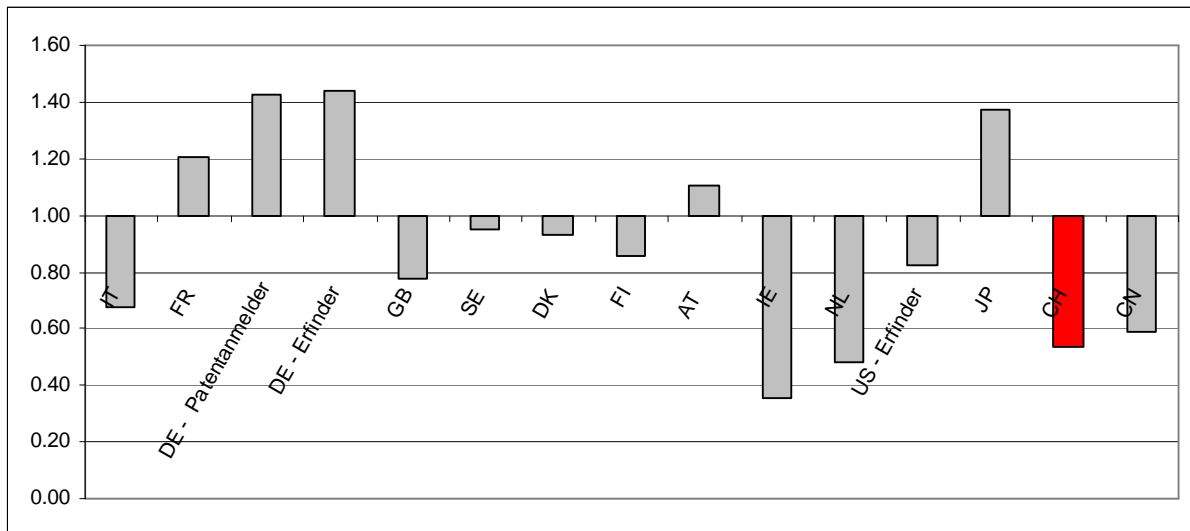 1.60
1.40
1.20
1.00
0.80
0.60
0.40
0.20
0.00
IT
FR
DE - Patentanmelder
DE - Erfinder
GB
SE
DK
FI
AT
IE
NL
US - Erfinder
JP
CH
CN